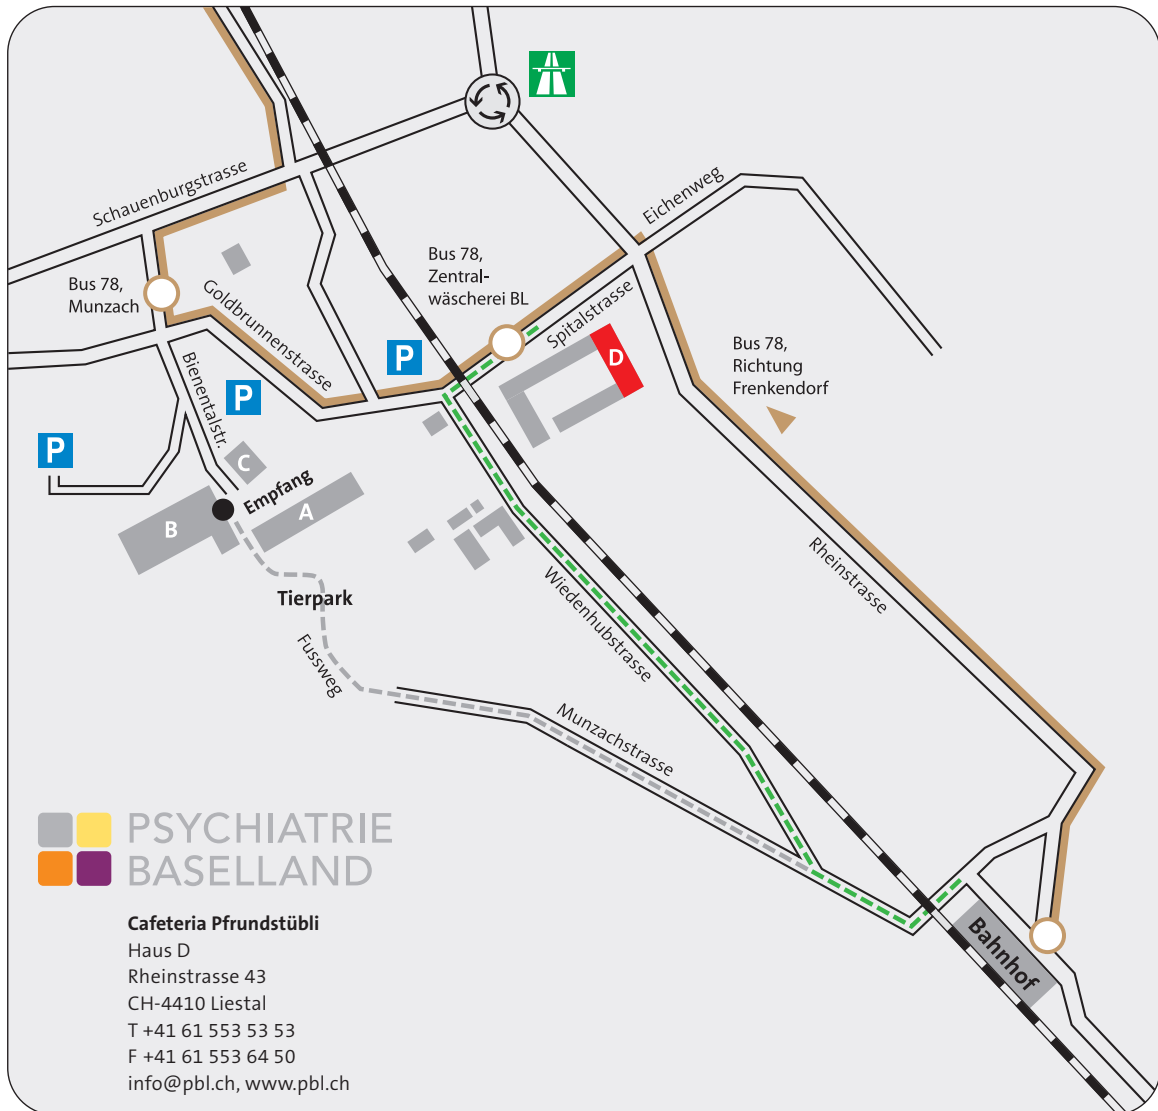 Schauenburgstrasse
Eichenweg
Bus 78,
Zentral-
wäscherei BL
Bus 78,
Munzach
Goldbrunnenstrasse
Spitalstrasse
P
D
Bus 78,
Richtung
Frenkendorf
Bienentalstr.
P
P
C
Empfang
A
B
Rheinstrasse
Tierpark
Wiedenhubstrasse
Fussweg
Munzachstrasse
PSYCHIATRIE
BASELLAND
Bahnhof
Cafeteria Pfrundstübli
Haus D
Rheinstrasse 43
CH-4410 Liestal
T +41 61 553 53 53
F +41 61 553 64 50
info@pbl.ch, www.pbl.ch